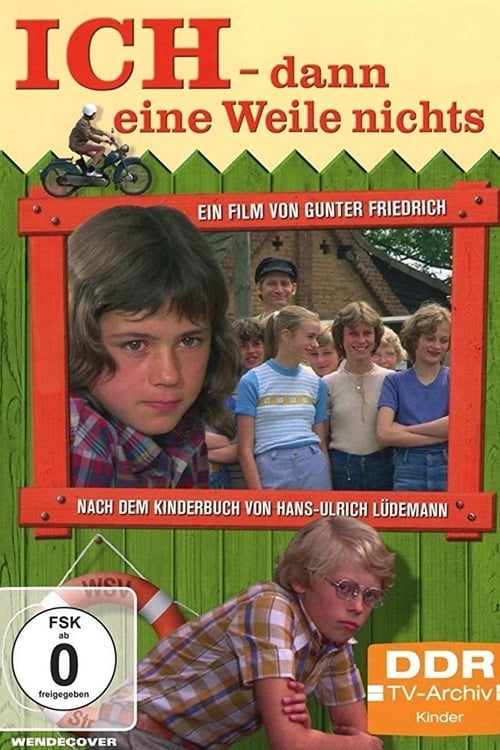 ICH - dann
eine Weile nichts
EIN FILM VON GUNTER FRIEDRICH
NACH DEM KINDERBUCH VON HANS-ULRICH LÜDEMANN
WSV
Str
FSK
ab
0
freigegeben
WENDECOVER
DDR
TV-Archiv
Kinder